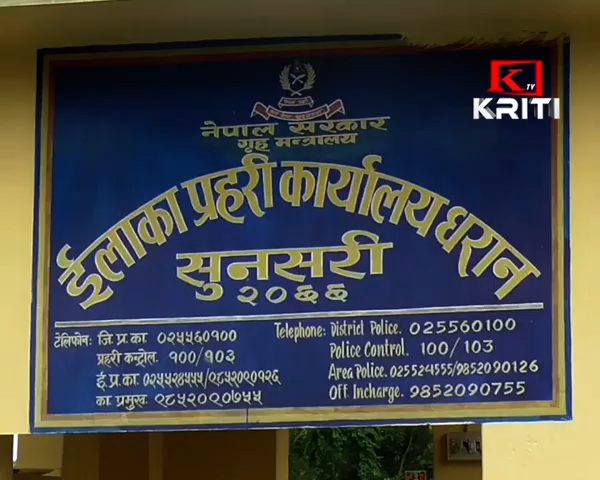 K TV
KRITI
नेपाल सरकार
गृह मन्त्रालय
ईलाका प्रहरी कार्यालय धरान
सुनसरी
२०६६
टेलिफोन: जि.प्र.का ०२५५६०१००
प्रहरी कन्ट्रोल. १००/१०३
ई.प्र.का ०२५५२४५५५/९८५२०९०१२६
का प्रमुख. ९८५२०९०७५५
Telephone: District Police. 025560100
Police Control. 100/103
Area Police. 025524555/9852090126
Off Incharge. 9852090755